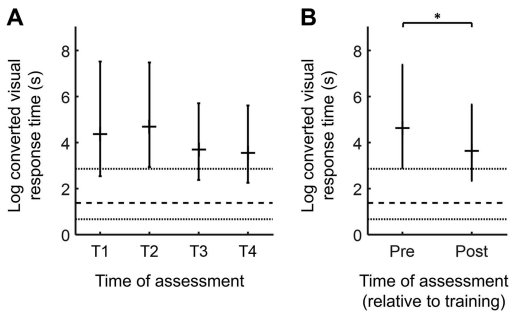 A
Log converted visual
response time (s)
8
6
4
2
0
T1 T2 T3 T4
Time of assessment
B
*
Log converted visual
response time (s)
8
6
4
2
0
Pre Post
Time of assessment
(relative to training)